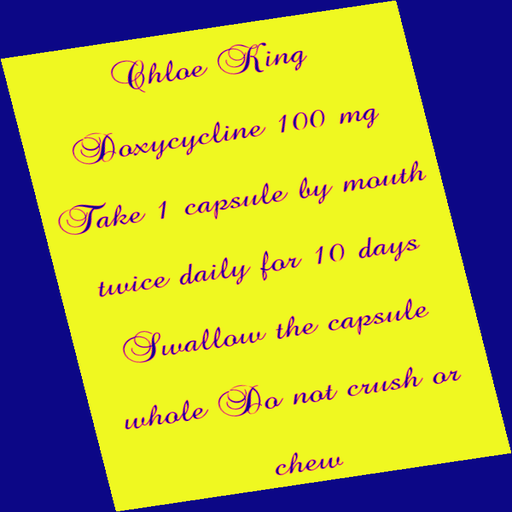 Chloe King
Doxycycline 100 mg
Take 1 capsule by mouth
twice daily for 10 days
Swallow the capsule
whole Do not crush or
chew